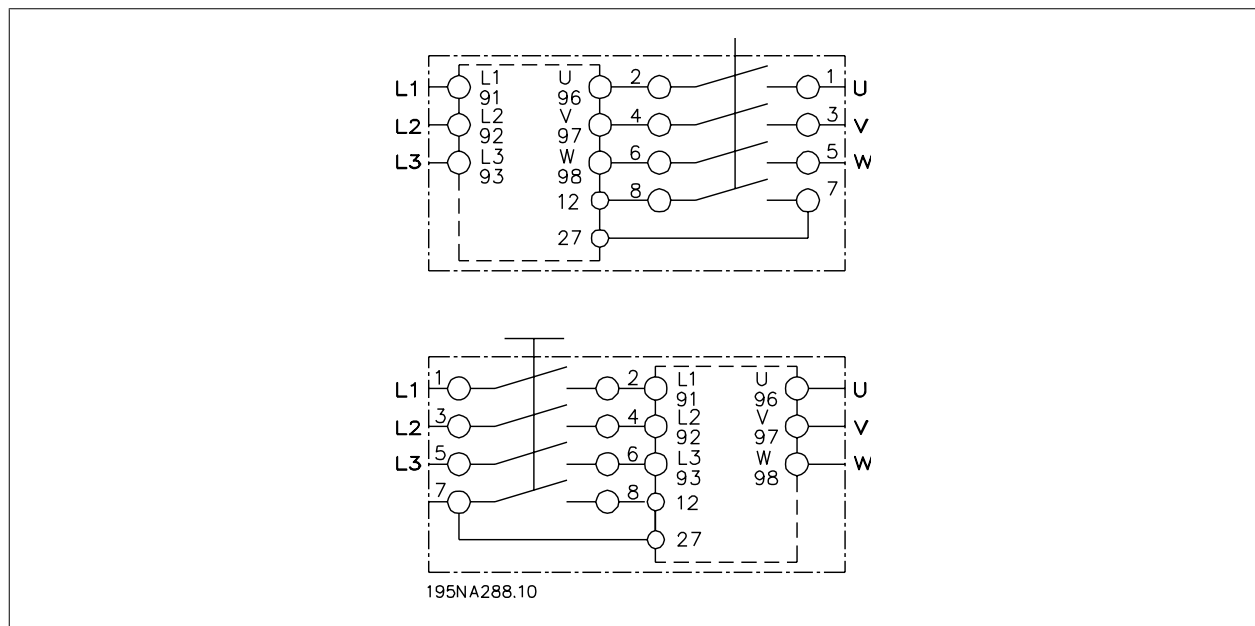 L1 L1 U 2 1 U
91 96
L2 L2 V 4 3 V
92 97
L3 L3 W 6 5 W
93 98
12 8 7
27
L1 1 2 L1 U U
91 96
L2 3 4 L2 V V
92 97
L3 5 6 L3 W W
93 98
7 8 12
27
195NA288.10